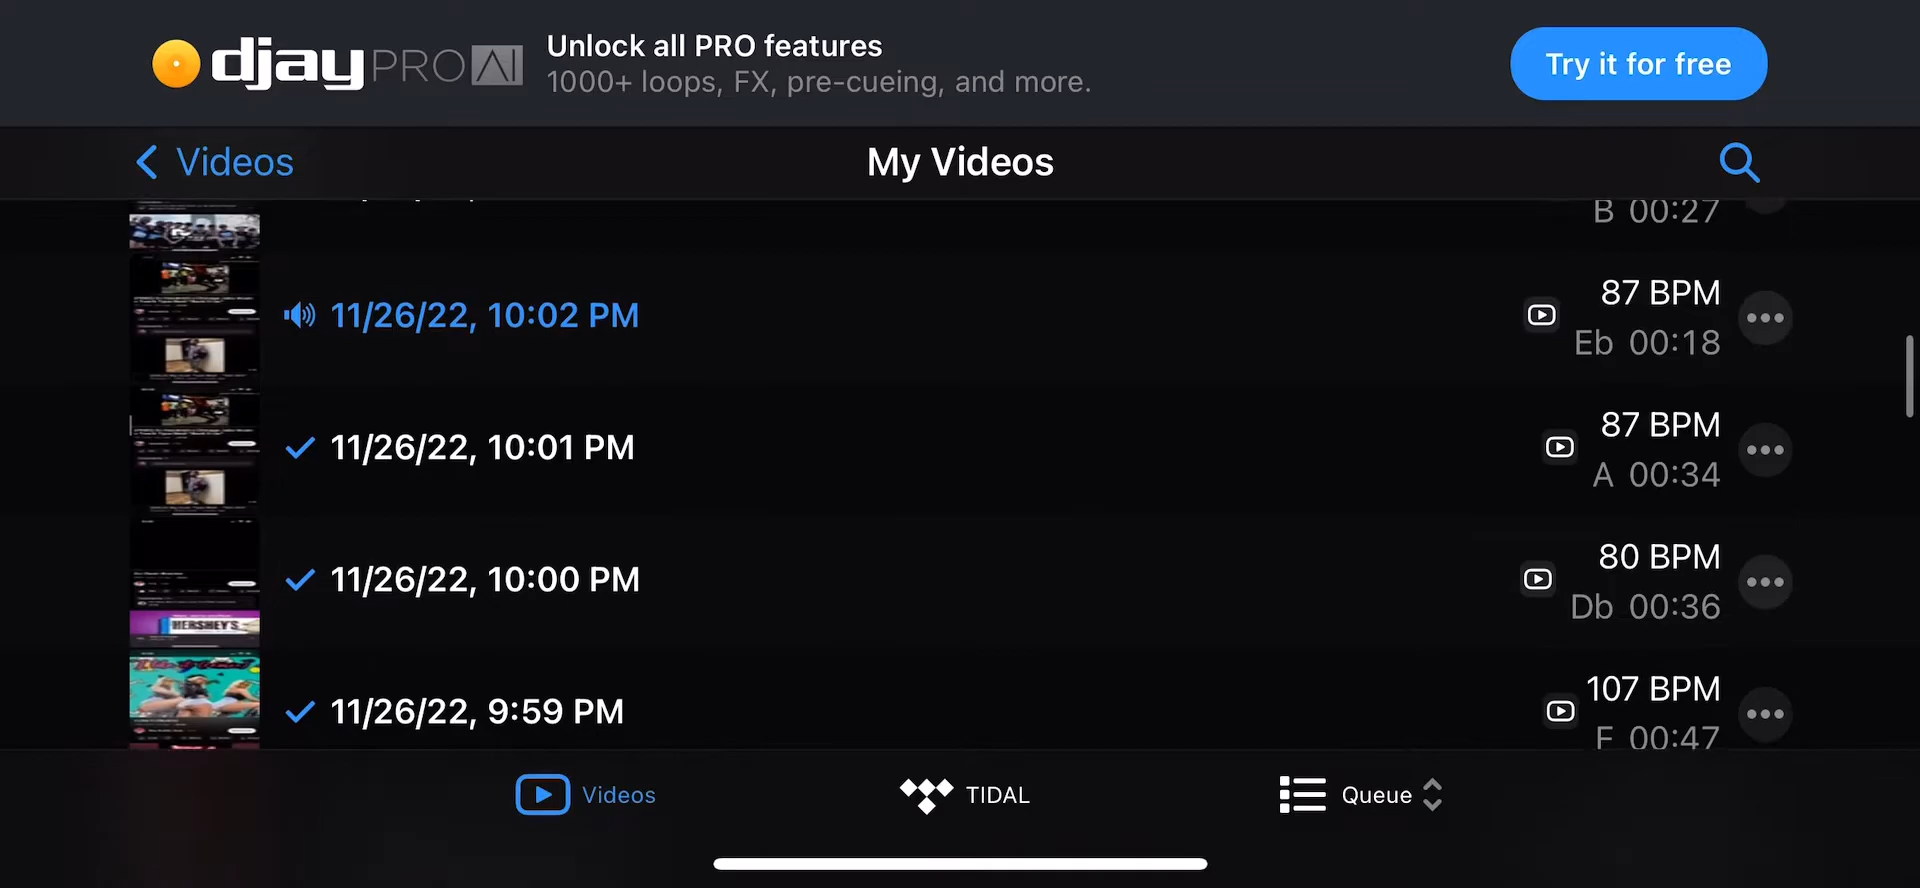 djay PRO AI
Unlock all PRO features
1000+ loops, FX, pre-cueing, and more.
Try it for free
Videos
My Videos
B 00:27
11/26/22, 10:02 PM
87 BPM
Eb 00:18
11/26/22, 10:01 PM
87 BPM
A 00:34
11/26/22, 10:00 PM
80 BPM
Db 00:36
HERSHEY'S
11/26/22, 9:59 PM
107 BPM
F 00:47
Videos
TIDAL
Queue